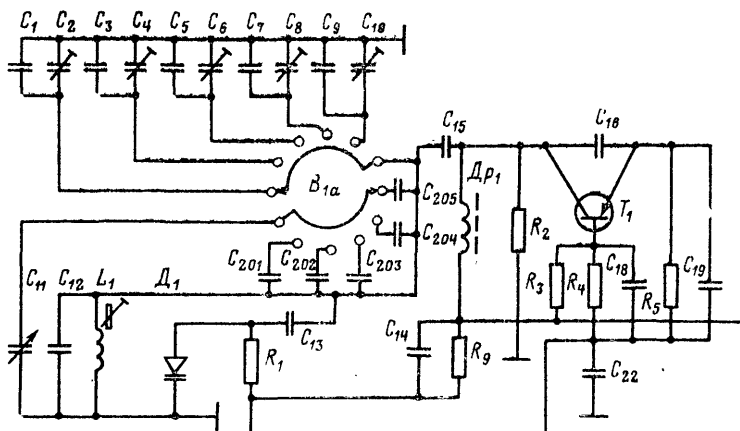 C1 C2 C3 C4 C5 C6 C7 C8 C9 C10
C15
C16
B1a
Др1
T1
C205
R2
C204
C11 C12 L1 Д1
C201 C202 C203
R3 R4 C18 R5 C19
C13
R1
C14
R9
C22